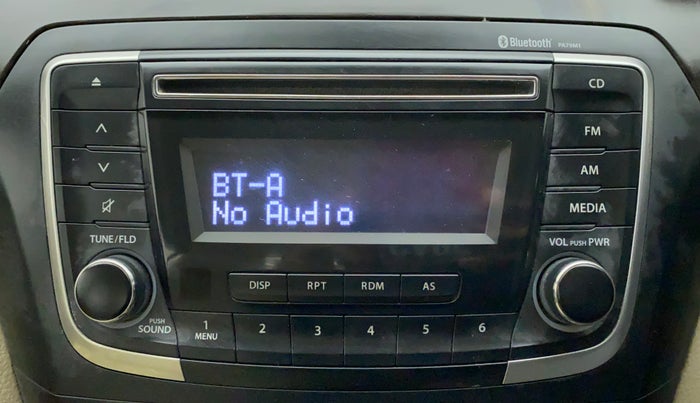 Bluetooth PA79M1
CD
FM
AM
MEDIA
BT-A
No Audio
TUNE/FLD
VOL PUSH PWR
DISP RPT RDM AS
PUSH
SOUND
1 2 3 4 5 6
MENU